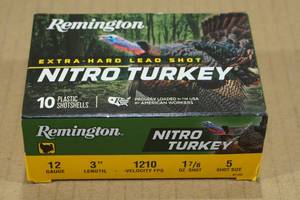 Remington
EXTRA-HARD LEAD SHOT
NITRO TURKEY
10 PLASTIC SHOTSHELLS
PROUDLY LOADED IN THE USA
BY AMERICAN WORKERS
Remington
NITRO
TURKEY
12 3" 1210 1 7/8 5
GAUGE LENGTH VELOCITY FPS OZ. SHOT SHOT SIZE